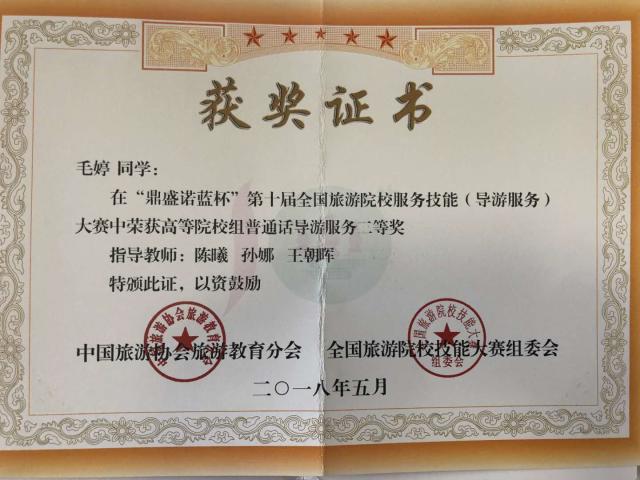 获奖证书
毛婷 同学：
在“鼎盛诺蓝杯”第十届全国旅游院校服务技能（导游服务）
大赛中荣获高等院校组普通话导游服务二等奖
指导教师：陈曦 孙娜 王朝晖
特颁此证，以资鼓励
中国旅游协会旅游教育分会 全国旅游院校技能大赛组委会
组委会
二〇一八年五月